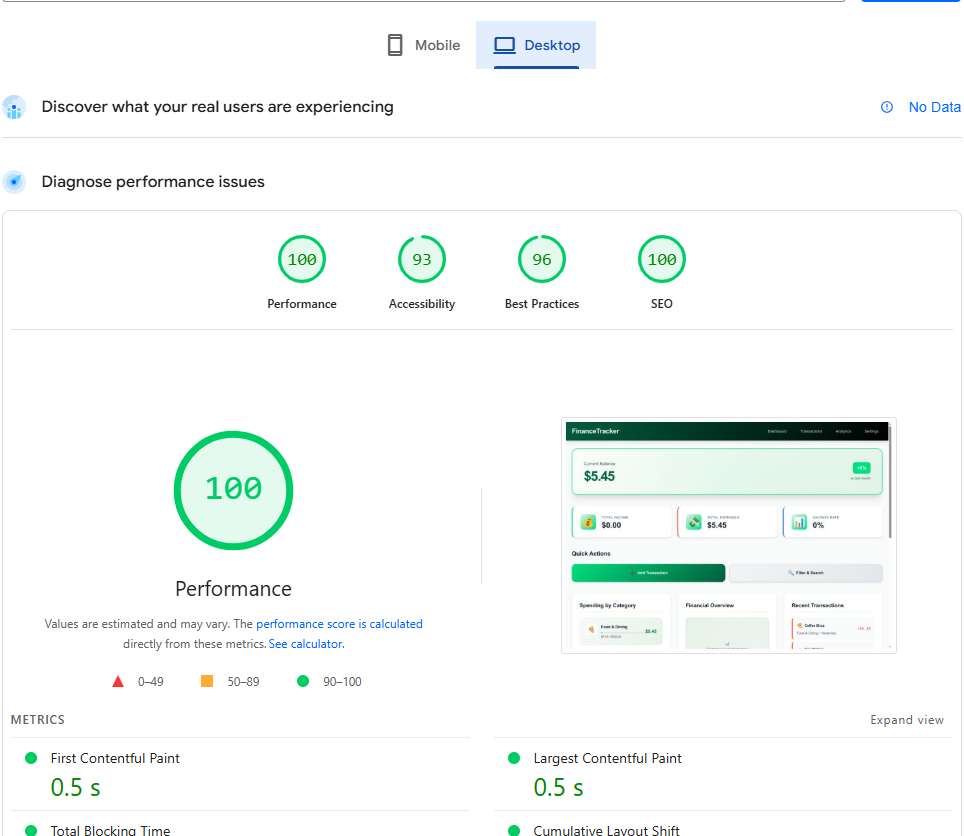 Mobile
Desktop
Discover what your real users are experiencing
No Data
Diagnose performance issues
100
93
96
100
Performance
Accessibility
Best Practices
SEO
100
Performance
Values are estimated and may vary. The performance score is calculated
directly from these metrics. See calculator.
0–49
50–89
90–100
FinanceTracker
Dashboard
Transactions
Analytics
Settings
Current Balance
$5.45
TOTAL INCOME
$0.00
TOTAL EXPENSES
$5.45
SAVINGS RATE
0%
Quick Actions
Add Transaction
Filter & Search
Spending by Category
Financial Overview
Recent Transactions
Food & Dining
$5.45
Coffee Shop
METRICS
Expand view
First Contentful Paint
0.5 s
Largest Contentful Paint
0.5 s
Total Blocking Time
Cumulative Layout Shift